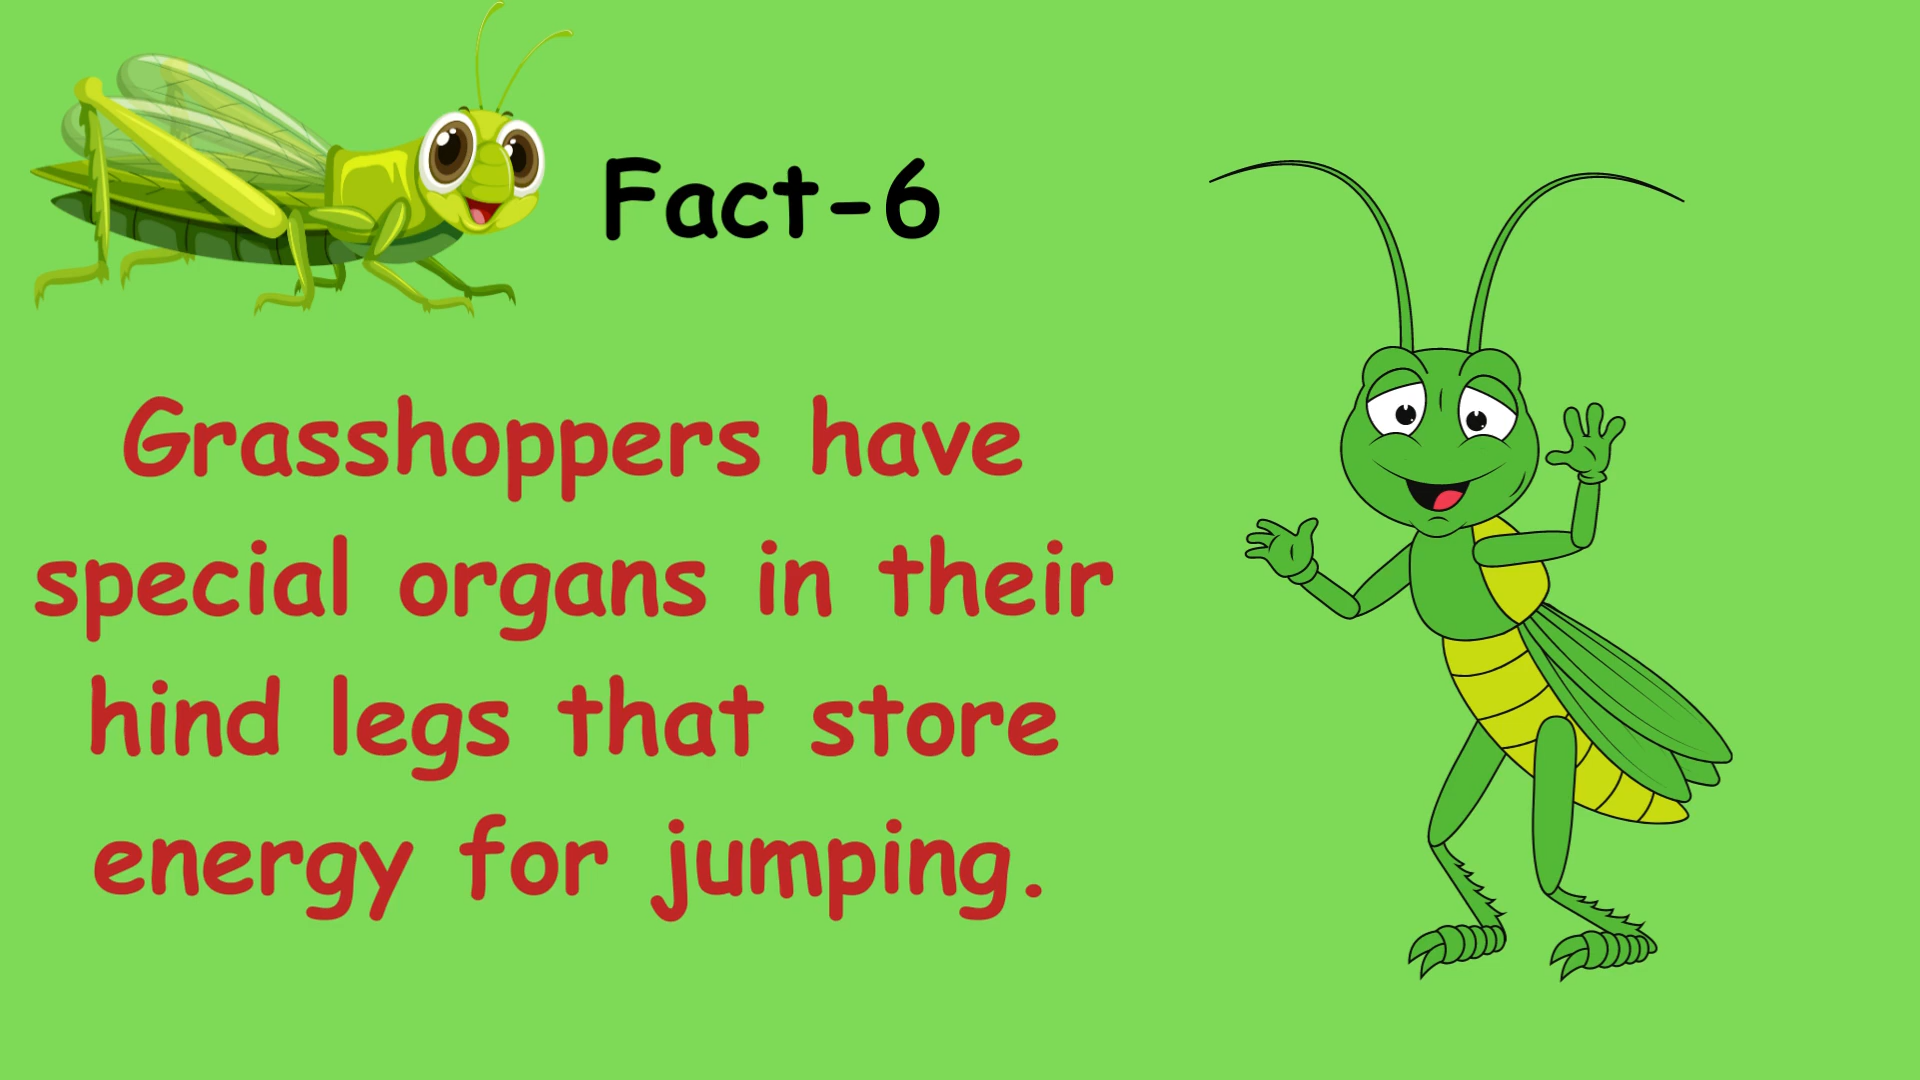 Fact-6
Grasshoppers have
special organs in their
hind legs that store
energy for jumping.